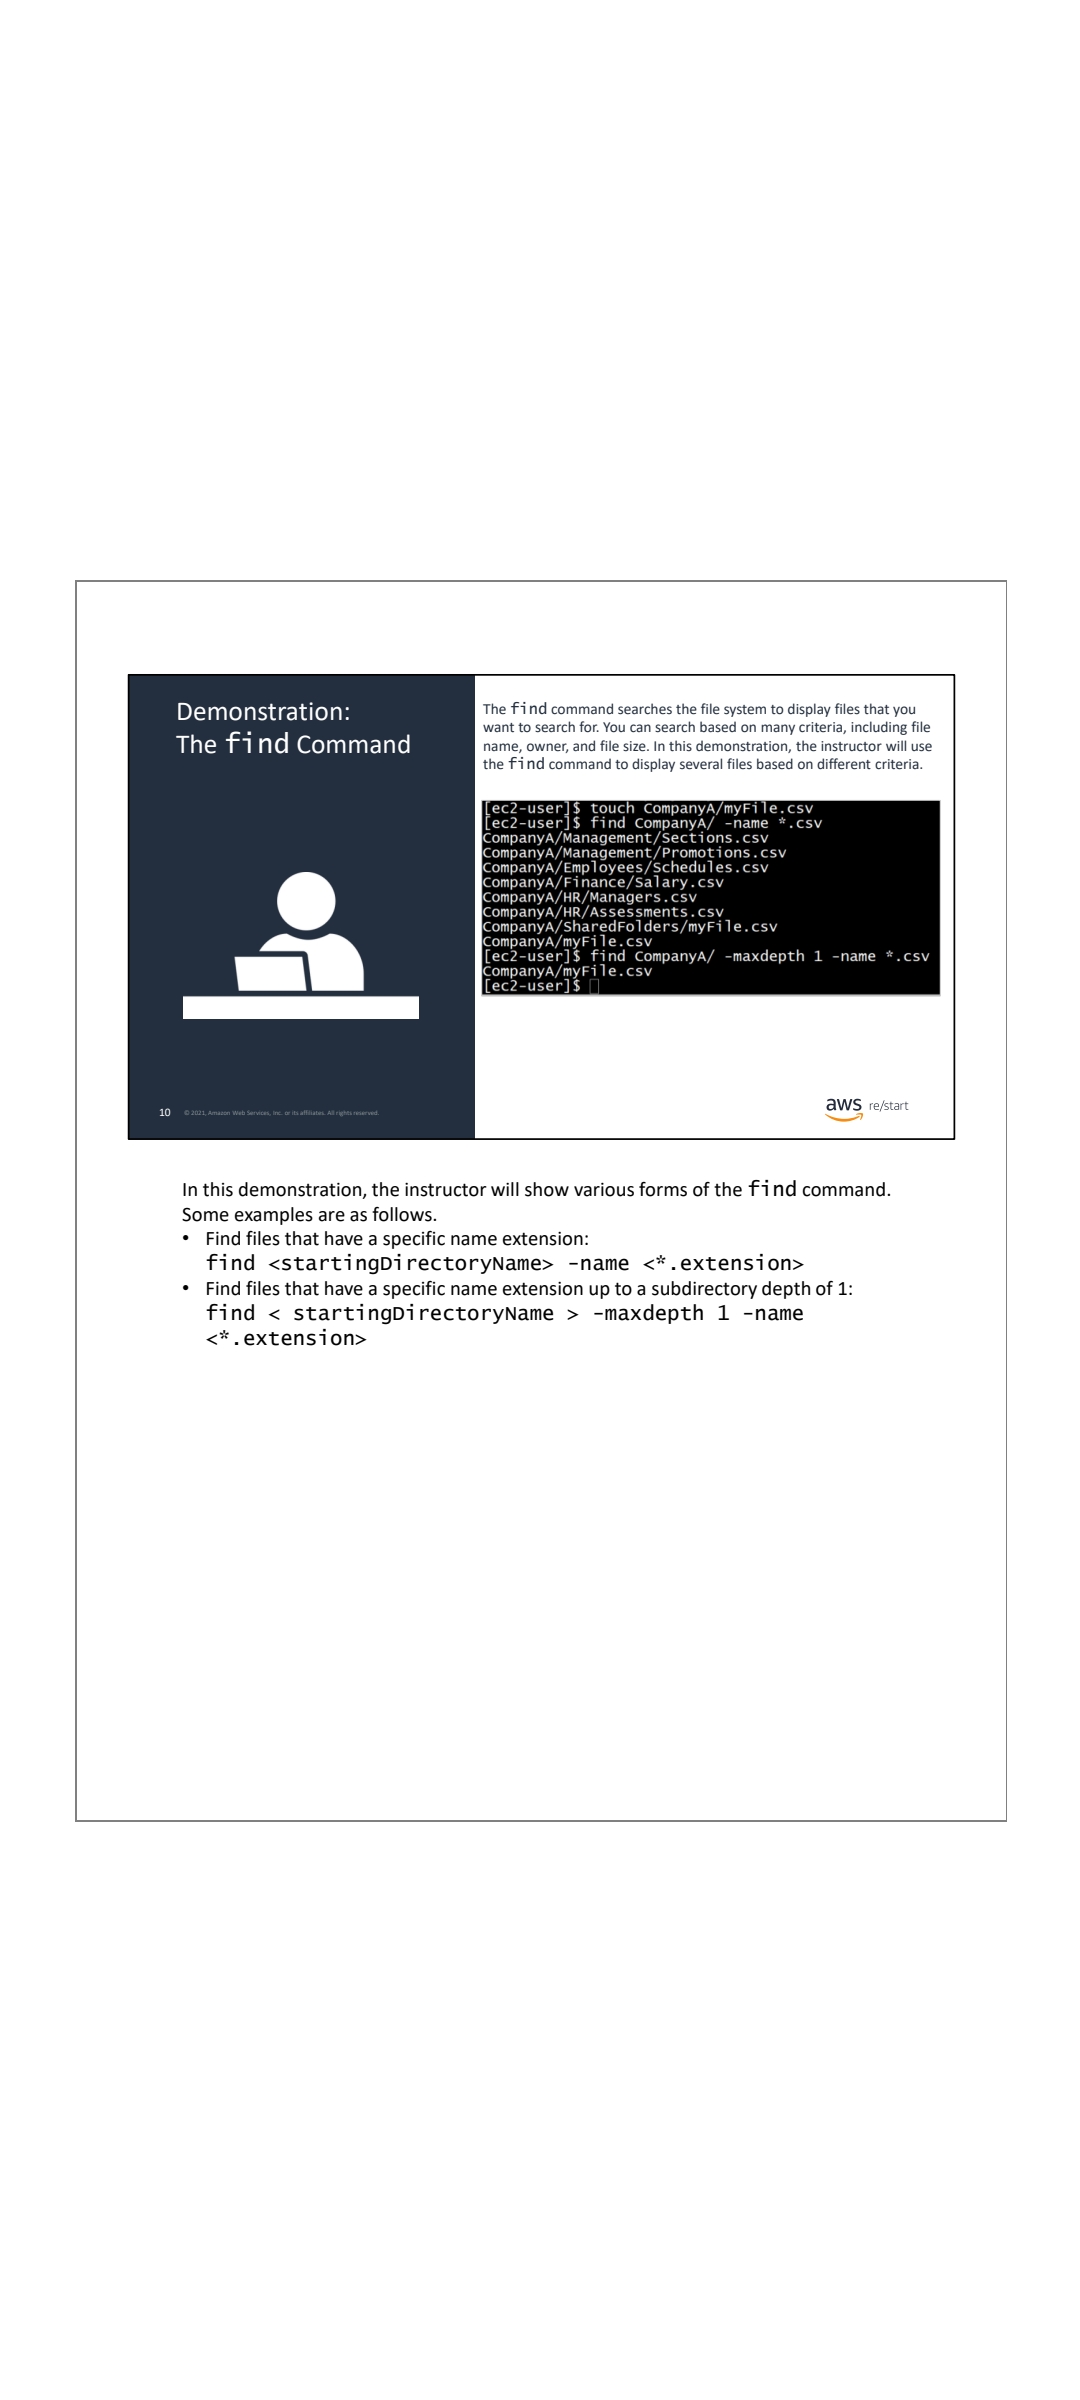 Demonstration:
The find Command
The find command searches the file system to display files that you
want to search for. You can search based on many criteria, including file
name, owner, and file size. In this demonstration, the instructor will use
the find command to display several files based on different criteria.
[ec2-user]$ touch CompanyA/myFile.csv
[ec2-user]$ find CompanyA/ -name *.csv
CompanyA/Management/Sections.csv
CompanyA/Management/Promotions.csv
CompanyA/Employees/Schedules.csv
CompanyA/Finance/Salary.csv
CompanyA/HR/Managers.csv
CompanyA/HR/Assessments.csv
CompanyA/SharedFolders/myFile.csv
CompanyA/myFile.csv
[ec2-user]$ find CompanyA/ -maxdepth 1 -name *.csv
CompanyA/myFile.csv
[ec2-user]$
10 © 2021, Amazon Web Services, Inc. or its affiliates. All rights reserved.
aws re/start
In this demonstration, the instructor will show various forms of the find command.
Some examples are as follows.
• Find files that have a specific name extension:
find <startingDirectoryName> -name <*.extension>
• Find files that have a specific name extension up to a subdirectory depth of 1:
find < startingDirectoryName > -maxdepth 1 -name
<*.extension>